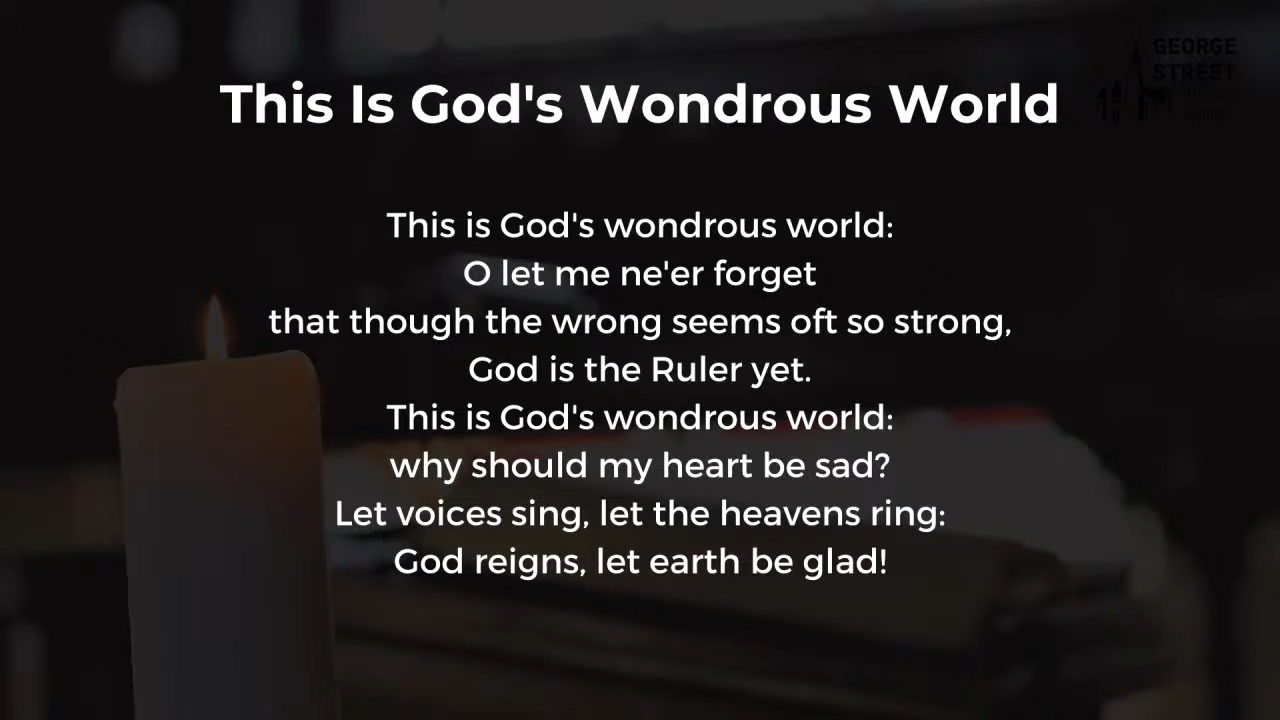 GEORGE
STREET
This Is God's Wondrous World
This is God's wondrous world:
O let me ne'er forget
that though the wrong seems oft so strong,
God is the Ruler yet.
This is God's wondrous world:
why should my heart be sad?
Let voices sing, let the heavens ring:
God reigns, let earth be glad!